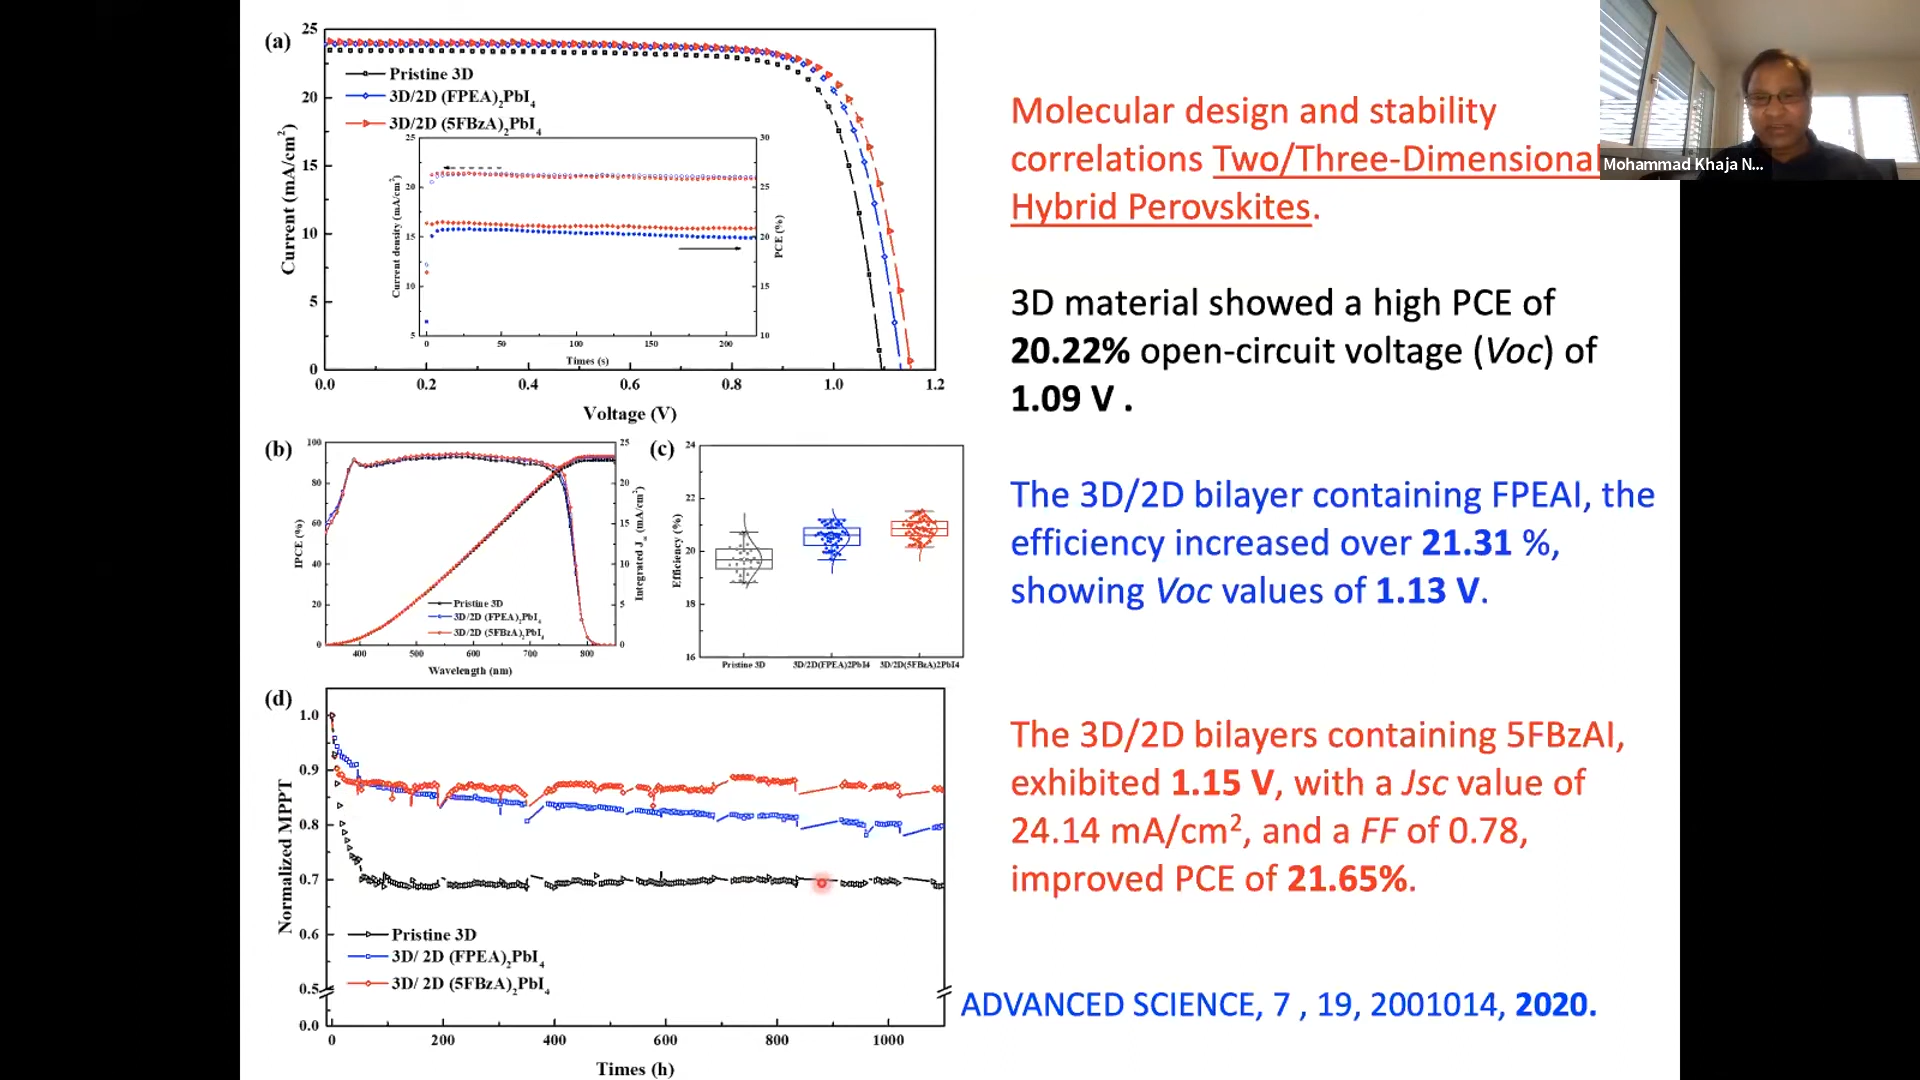 (a)
25
20
15
10
5
0
Current (mA/cm²)
Pristine 3D
3D/2D (FPEA)₂PbI₄
3D/2D (5FBzA)₂PbI₄
25
20
15
10
5
Current density (mA/cm²)
30
25
20
15
10
PCE (%)
0 50 100 150 200
Times (s)
0.0 0.2 0.4 0.6 0.8 1.0 1.2
Voltage (V)
(b)
100
80
60
40
20
0
IPCE (%)
25
20
15
10
5
0
Integrated Jsc (mA/cm²)
Pristine 3D
3D/2D (FPEA)₂PbI₄
3D/2D (5FBzA)₂PbI₄
400 500 600 700 800
Wavelength (nm)
(c)
24
22
20
18
16
Efficiency (%)
Pristine 3D 3D/2D(FPEA)2PbI4 3D/2D(5FBzA)2PbI4
(d)
1.0
0.9
0.8
0.7
0.6
0.5
0.0
Normalized MPPT
Pristine 3D
3D/ 2D (FPEA)₂PbI₄
3D/ 2D (5FBzA)₂PbI₄
0 200 400 600 800 1000
Times (h)
Molecular design and stability
correlations Two/Three-Dimensional
Hybrid Perovskites.
3D material showed a high PCE of
20.22% open-circuit voltage (Voc) of
1.09 V .
The 3D/2D bilayer containing FPEAI, the
efficiency increased over 21.31 %,
showing Voc values of 1.13 V.
The 3D/2D bilayers containing 5FBzAI,
exhibited 1.15 V, with a Jsc value of
24.14 mA/cm², and a FF of 0.78,
improved PCE of 21.65%.
ADVANCED SCIENCE, 7 , 19, 2001014, 2020.
Mohammad Khaja N...